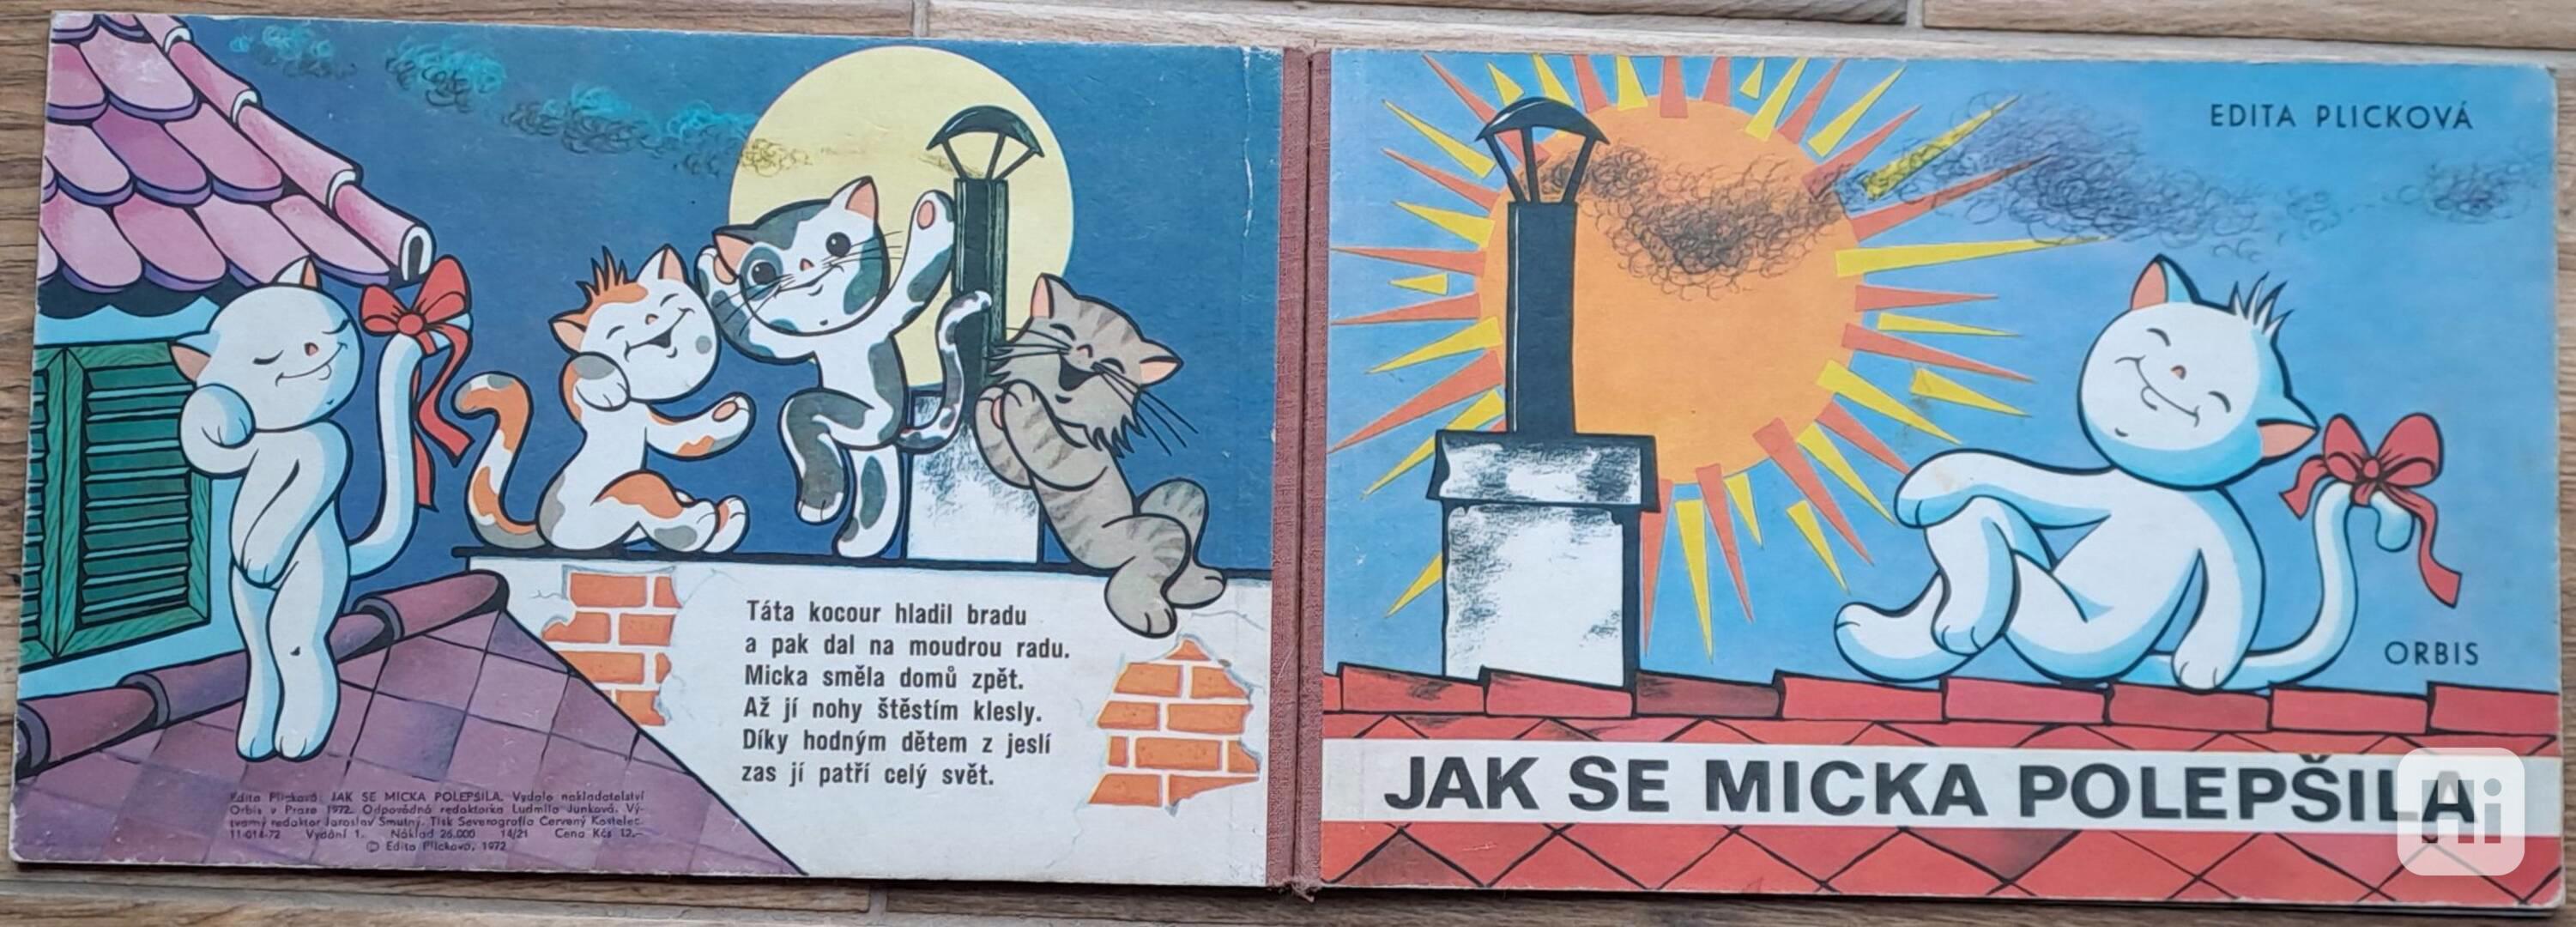 Táta kocour hladil bradu
a pak dal na moudrou radu.
Micka směla domů zpět.
Až jí nohy štěstím klesly.
Díky hodným dětem z jeslí
zas jí patří celý svět.
Edita Plicková: JAK SE MICKA POLEPŠILA. Vydalo nakladatelství
Orbis v Praze 1972. Odpovědná redaktorka Ludmila Junková. Vý-
tvarný redaktor Jaroslav Smutný. Tisk Severografia Červený Kostelec.
11-014-72 Vydání 1. Náklad 26.000 14/21 Cena Kčs 12,-
© Edita Plicková, 1972
EDITA PLICKOVÁ
ORBIS
JAK SE MICKA POLEPŠILA